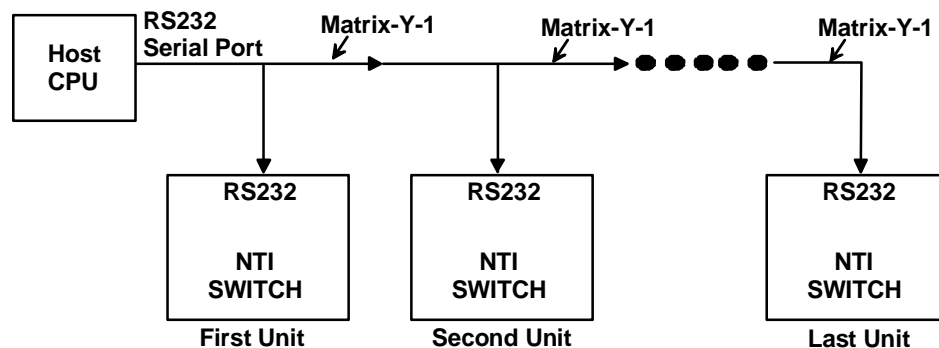 RS232
Serial Port
Matrix-Y-1
Matrix-Y-1
Matrix-Y-1
Host
CPU
RS232
RS232
RS232
NTI
SWITCH
NTI
SWITCH
NTI
SWITCH
First Unit
Second Unit
Last Unit